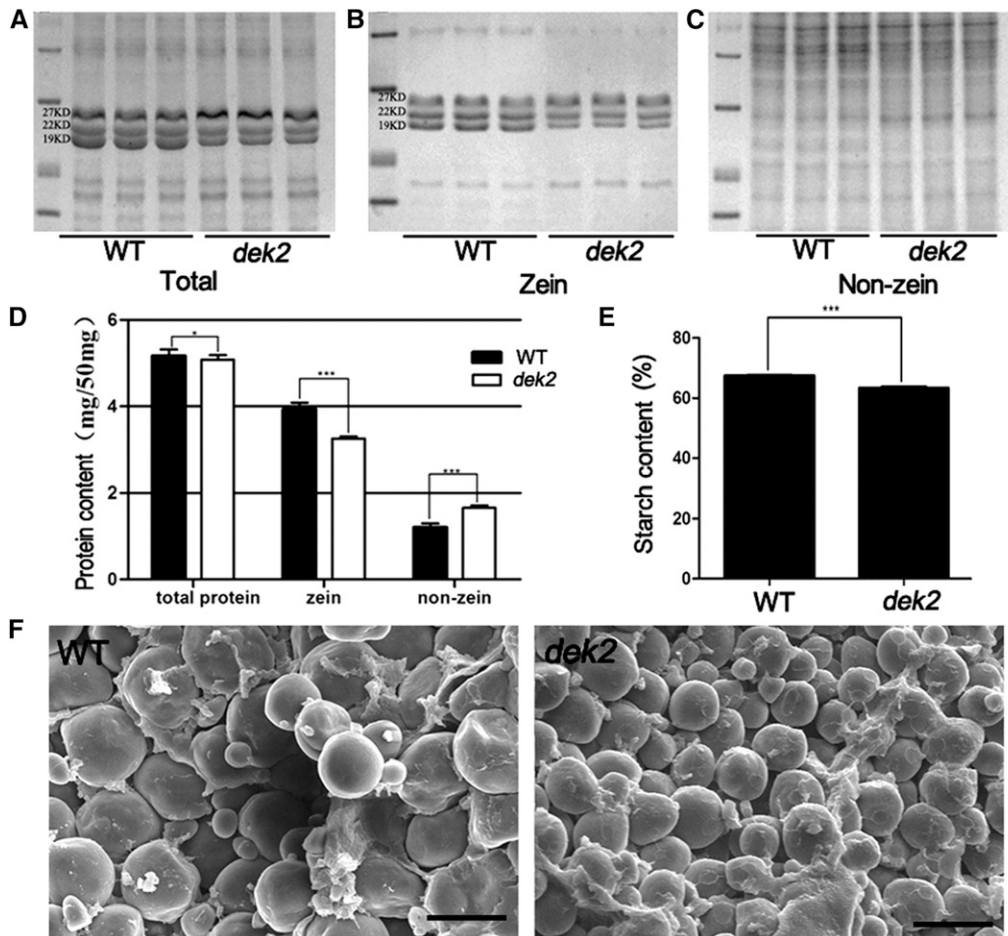 A
27KD
22KD
19KD
WT
dek2
Total
B
27KD
22KD
19KD
WT
dek2
Zein
C
WT
dek2
Non-zein
D
Protein content（mg/50mg）
6
4
2
0
*
***
***
WT
dek2
total protein
zein
non-zein
E
Starch content (%)
80
60
40
20
0
***
WT
dek2
F
WT
dek2